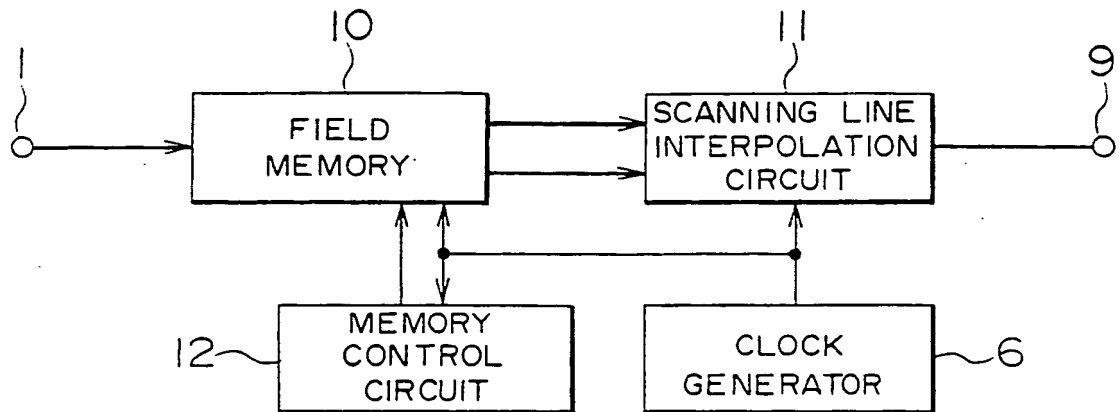 10
11
1
9
FIELD
MEMORY
SCANNING LINE
INTERPOLATION
CIRCUIT
12
MEMORY
CONTROL
CIRCUIT
CLOCK
GENERATOR
6